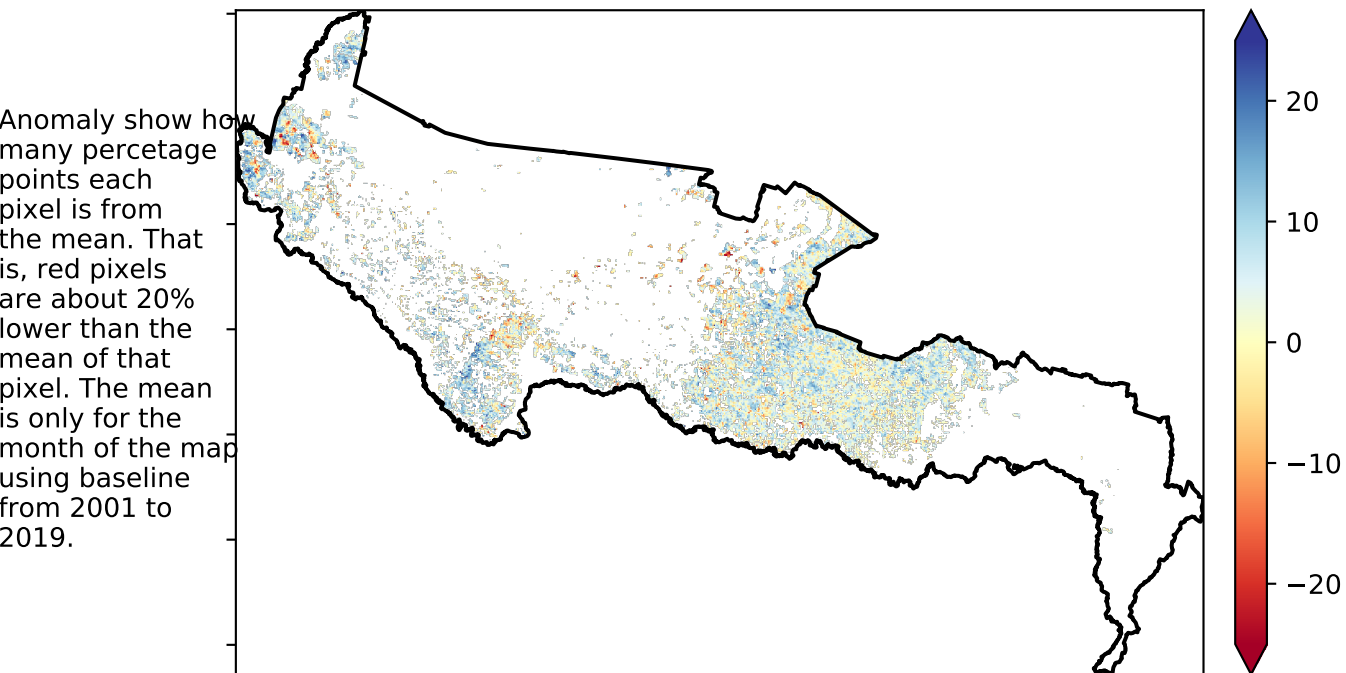 Anomaly show how
many percetage
points each
pixel is from
the mean. That
is, red pixels
are about 20%
lower than the
mean of that
pixel. The mean
is only for the
month of the map
using baseline
from 2001 to
2019.
20
10
0
−10
−20